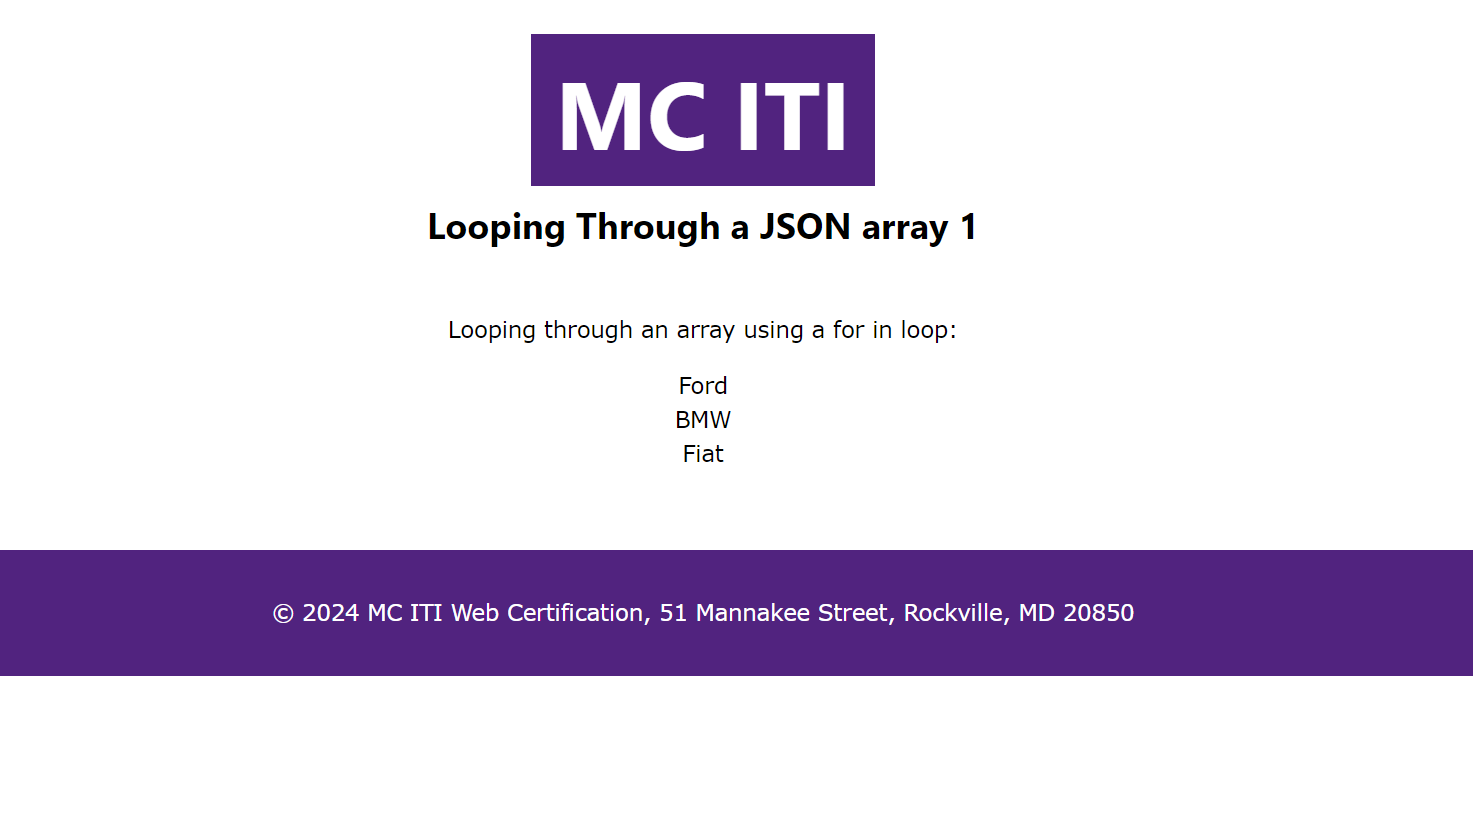 MC ITI
Looping Through a JSON array 1
Looping through an array using a for in loop:
Ford
BMW
Fiat
© 2024 MC ITI Web Certification, 51 Mannakee Street, Rockville, MD 20850